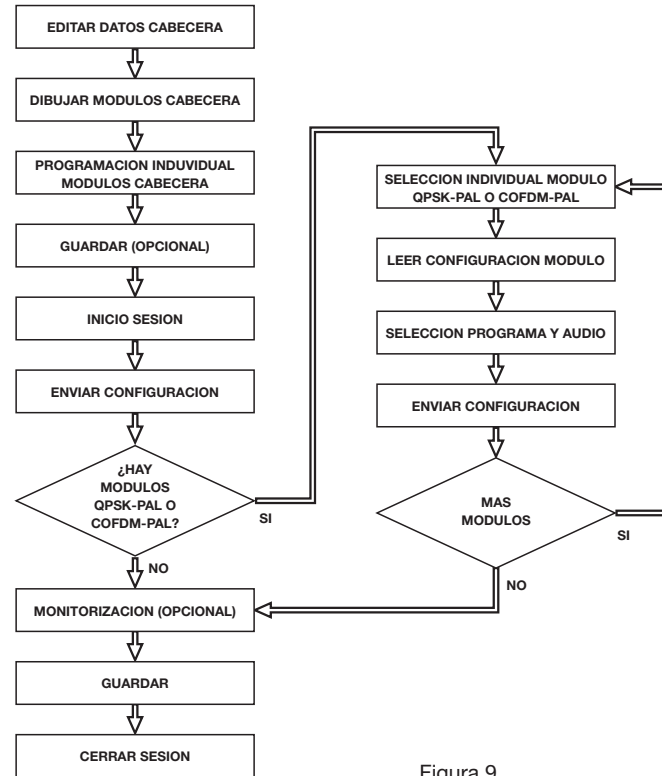 EDITAR DATOS CABECERA
DIBUJAR MODULOS CABECERA
PROGRAMACION INDUVIDUAL
MODULOS CABECERA
GUARDAR (OPCIONAL)
INICIO SESION
ENVIAR CONFIGURACION
¿HAY
MODULOS
QPSK-PAL O
COFDM-PAL?
SI
NO
MONITORIZACION (OPCIONAL)
GUARDAR
CERRAR SESION
SELECCION INDIVIDUAL MODULO
QPSK-PAL O COFDM-PAL
LEER CONFIGURACION MODULO
SELECCION PROGRAMA Y AUDIO
ENVIAR CONFIGURACION
MAS
MODULOS
SI
NO
Figura 9